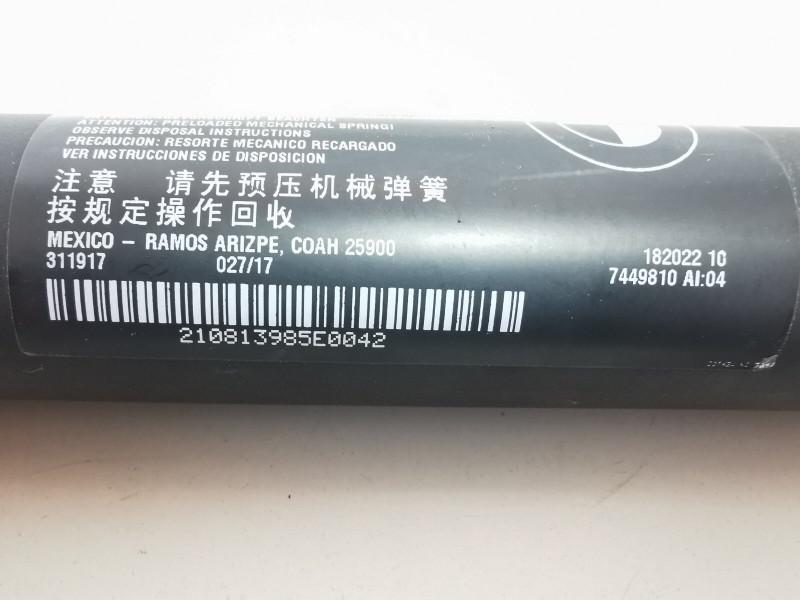 ATTENTION: PRELOADED MECHANICAL SPRING!
OBSERVE DISPOSAL INSTRUCTIONS
PRECAUCION: RESORTE MECANICO RECARGADO
VER INSTRUCCIONES DE DISPOSICION
注意 请先预压机械弹簧
按规定操作回收
MEXICO – RAMOS ARIZPE, COAH 25900
311917 027/17
182022 10
7449810 AI:04
210813985E0042